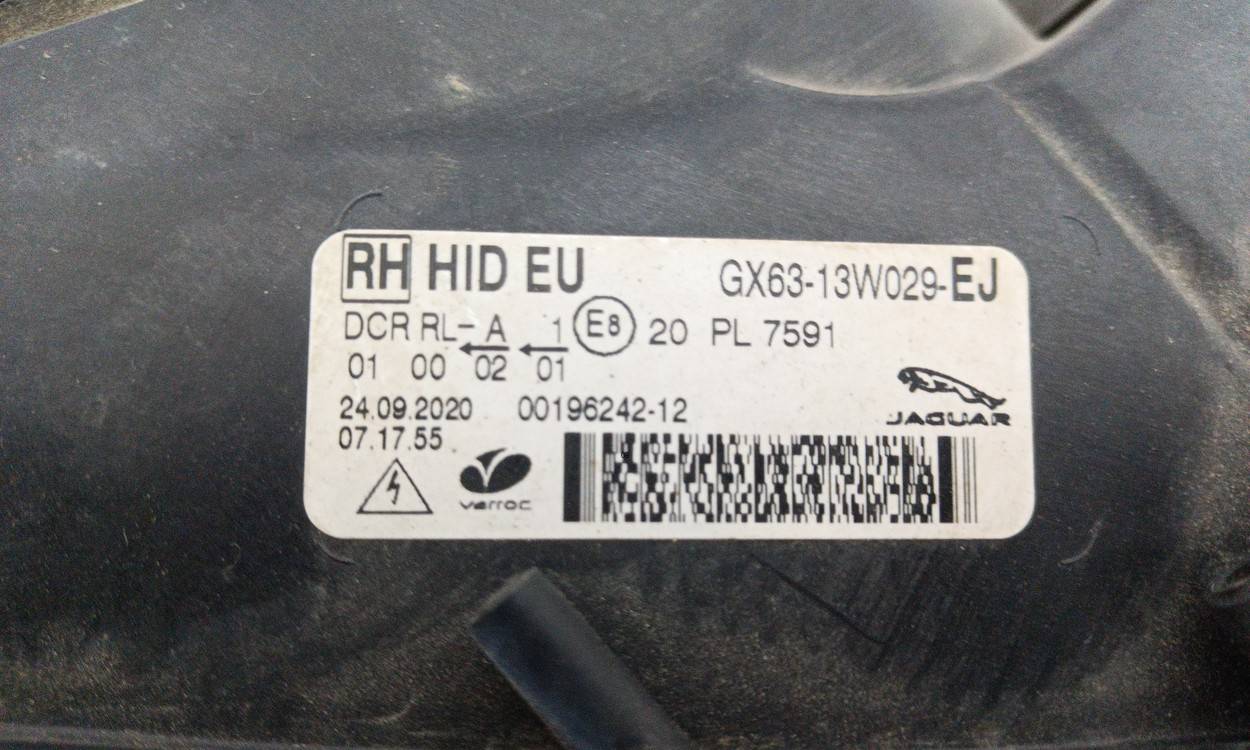 RH HID EU GX63-13W029-EJ
DCR RL- A 1 E8 20 PL 7591
01 00 02 01
24.09.2020 00196242-12
07.17.55
JAGUAR
varroc